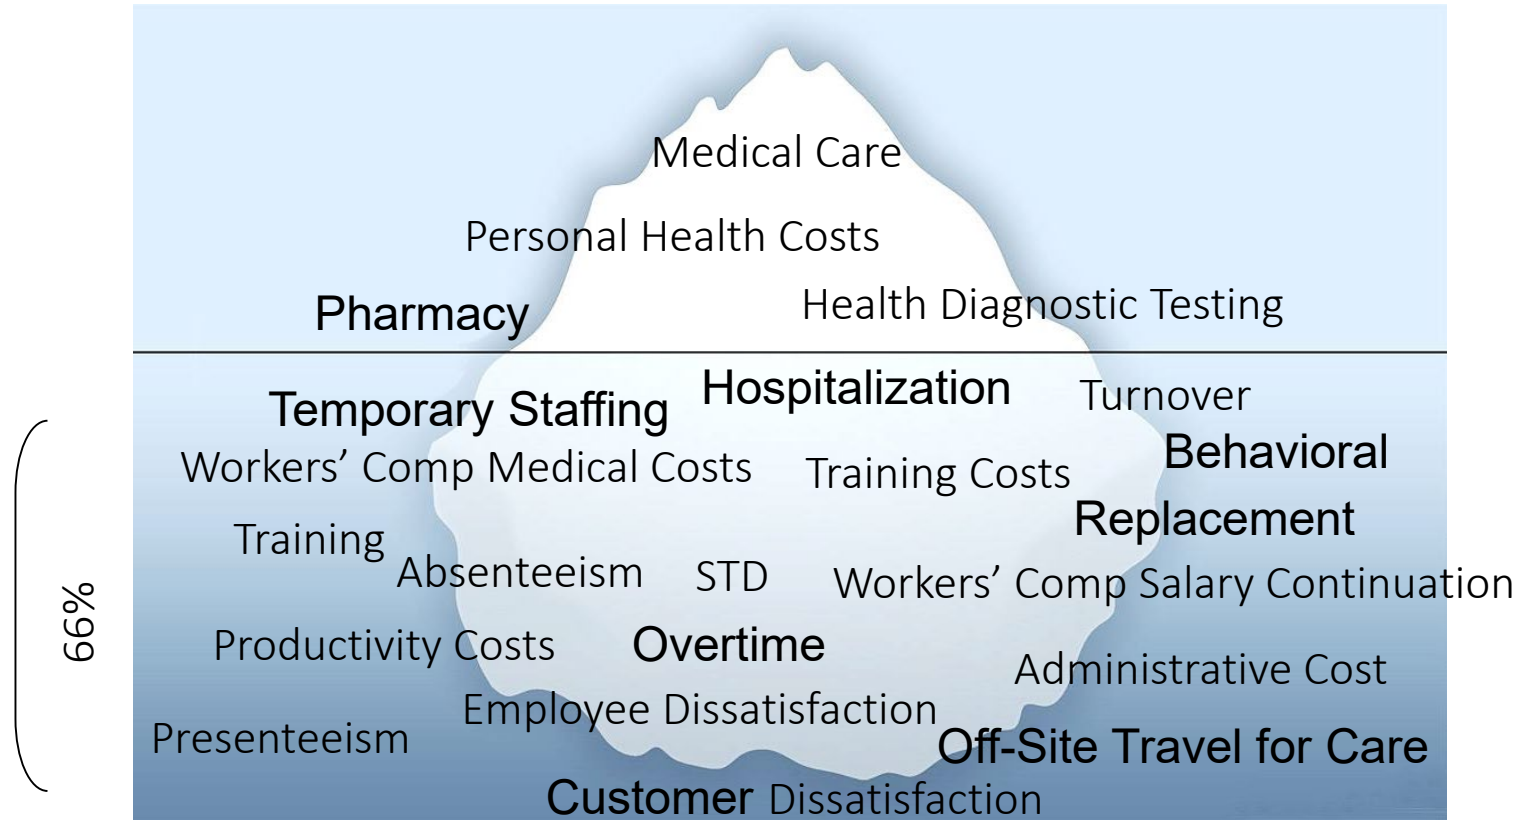 Medical Care
Personal Health Costs
Health Diagnostic Testing
Pharmacy
Hospitalization
Turnover
Temporary Staffing
Behavioral
Workers’ Comp Medical Costs
Training Costs
Replacement
Training
Absenteeism
STD
Workers’ Comp Salary Continuation
66%
Productivity Costs
Overtime
Administrative Cost
Employee Dissatisfaction
Presenteeism
Off-Site Travel for Care
Customer Dissatisfaction